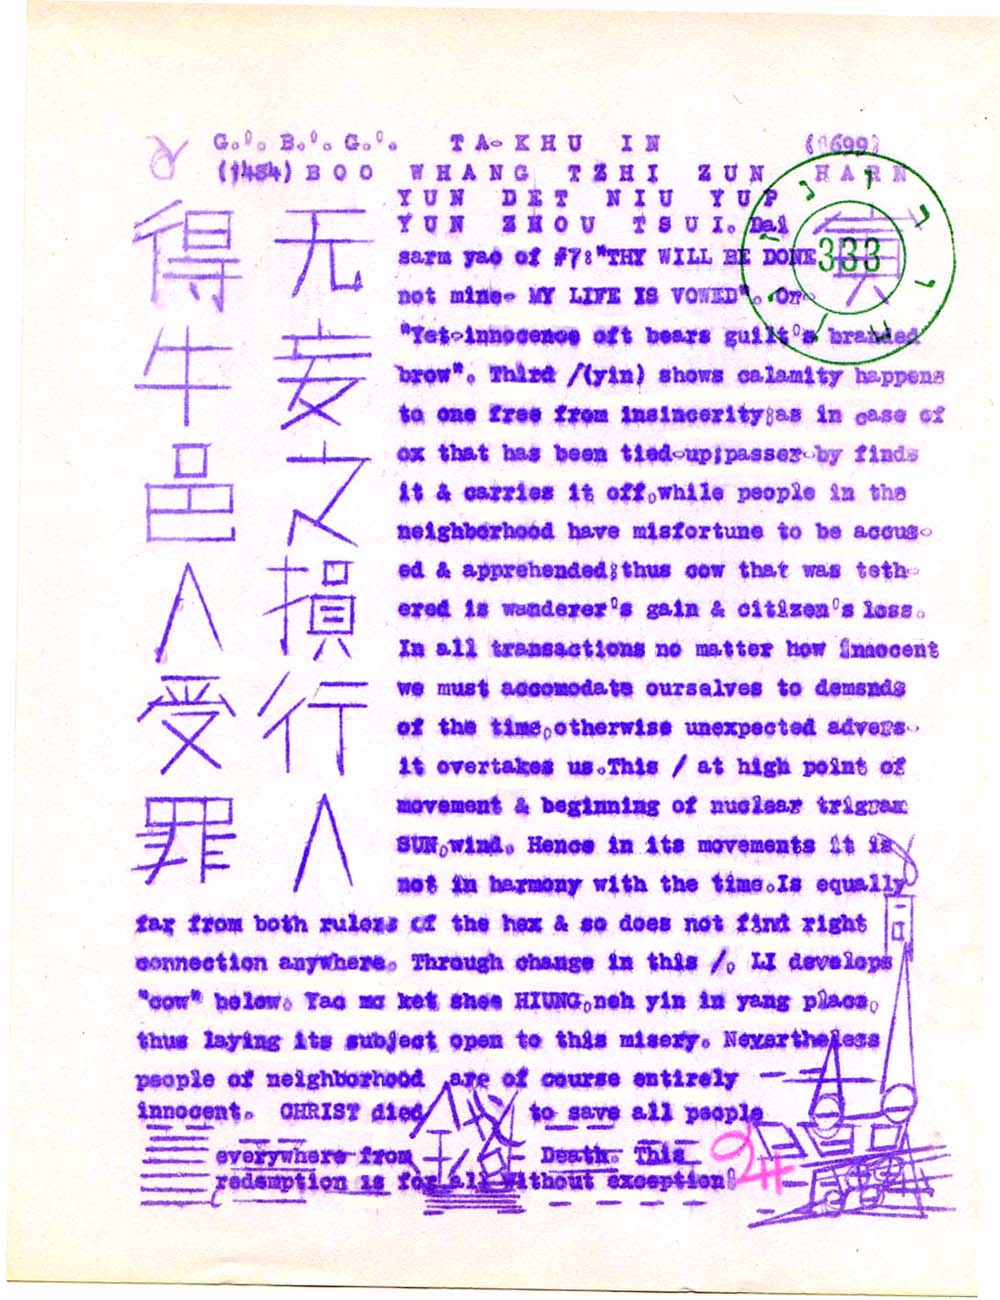 G.'. B.'. G.'. TA-KHU IN (1699)
(1484) BOO WHANG TZHI ZUN HARN
YUN DET NIU YUP
YUN ZHOU TSUI. Dai
sarm yao of #7:"THY WILL BE DONE
not mine- MY LIFE IS VOWED". Or-
"Yet-innocence oft bears guilt's branded
brow". Third /(yin) shows calamity happens
to one free from insincerity;as in case of
ox that has been tied-up;passer-by finds
it & carries it off,while people in the
neighborhood have misfortune to be accus-
ed & apprehended;thus cow that was teth-
ered is wanderer's gain & citizen's loss.
In all transactions no matter how innocent
we must accomodate ourselves to demands
of the time,otherwise unexpected advers-
it overtakes us.This / at high point of
movement & beginning of nuclear trigram
SUN,wind. Hence in its movements it is
not in harmony with the time.Is equally
far from both rulers of the hex & so does not find right
connection anywhere. Through change in this /, LI develops
"cow" below. Yao mo ket shee HIUNG,neh yin in yang place,
thus laying its subject open to this misery. Nevertheless
people of neighborhood are of course entirely
innocent. CHRIST died to save all people
everywhere from Death. This
redemption is for all without exception!
无妄之損行人
得牛邑人受罪
333
24